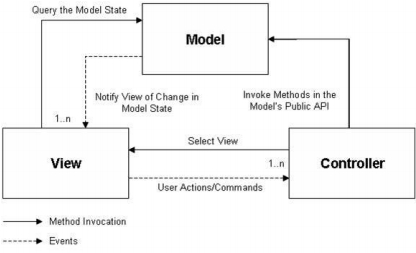 Query the Model State
Model
Notify View of Change in
Model State
Invoke Methods in the
Model's Public API
1..n
Select View
View
1..n
Controller
User Actions/Commands
Method Invocation
Events